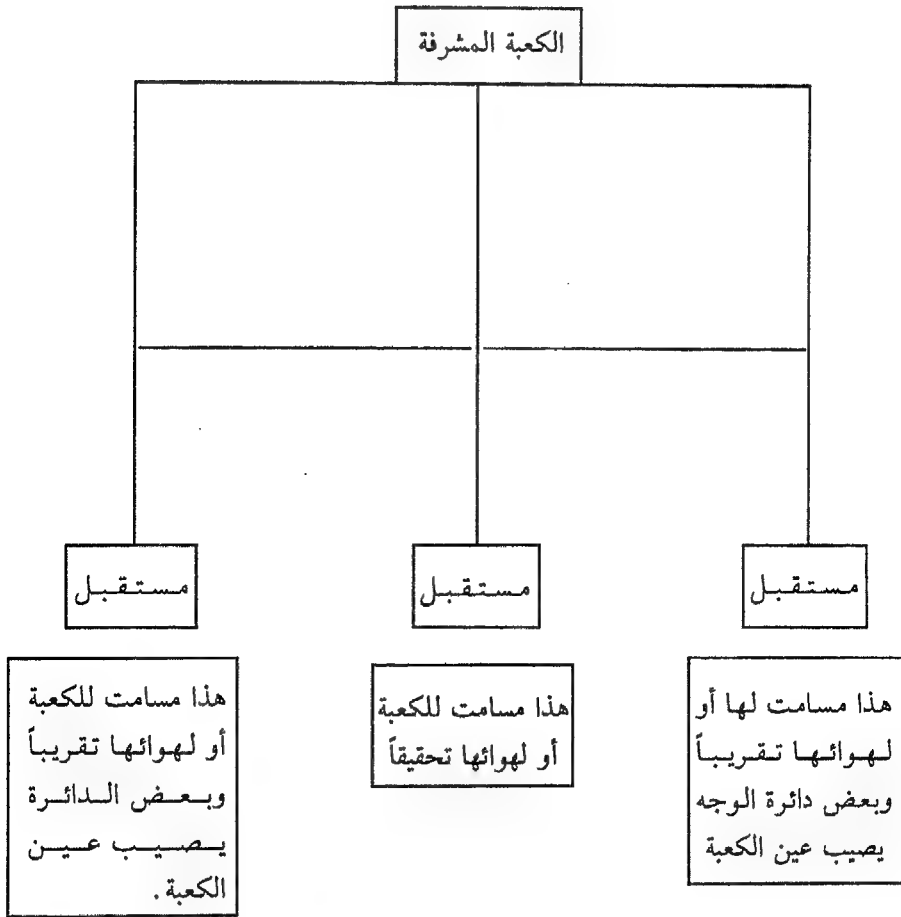 الكعبة المشرفة
مستقبل
مستقبل
مستقبل
هذا مسامت لها أو
لهوائها تقريباً
وبعض دائرة الوجه
يصيب عين الكعبة
هذا مسامت للكعبة
أو لهوائها تحقيقاً
هذا مسامت للكعبة
أو لهوائها تقريباً
وبعض الدائرة
يصيب عين
الكعبة.